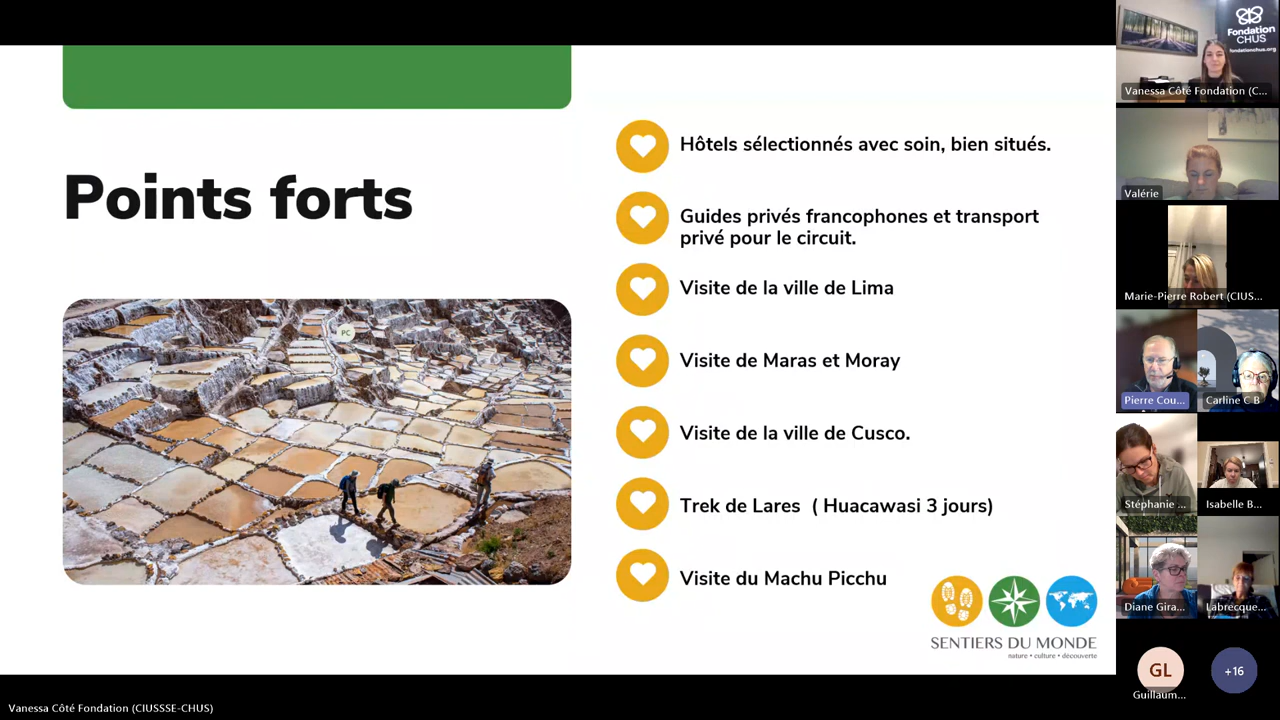 Points forts
PC
Hôtels sélectionnés avec soin, bien situés.
Guides privés francophones et transport
privé pour le circuit.
Visite de la ville de Lima
Visite de Maras et Moray
Visite de la ville de Cusco.
Trek de Lares ( Huacawasi 3 jours)
Visite du Machu Picchu
SENTIERS DU MONDE
nature • culture • découverte
Fondation
CHUS
fondationchus.org
Vanessa Côté Fondation (C...
Valérie
Marie-Pierre Robert (CIUS...
Pierre Cou...
Carline C B
Stéphanie ...
Isabelle B...
Diane Gira...
Labrecque...
GL
Guillaum...
+16
Vanessa Côté Fondation (CIUSSSE-CHUS)